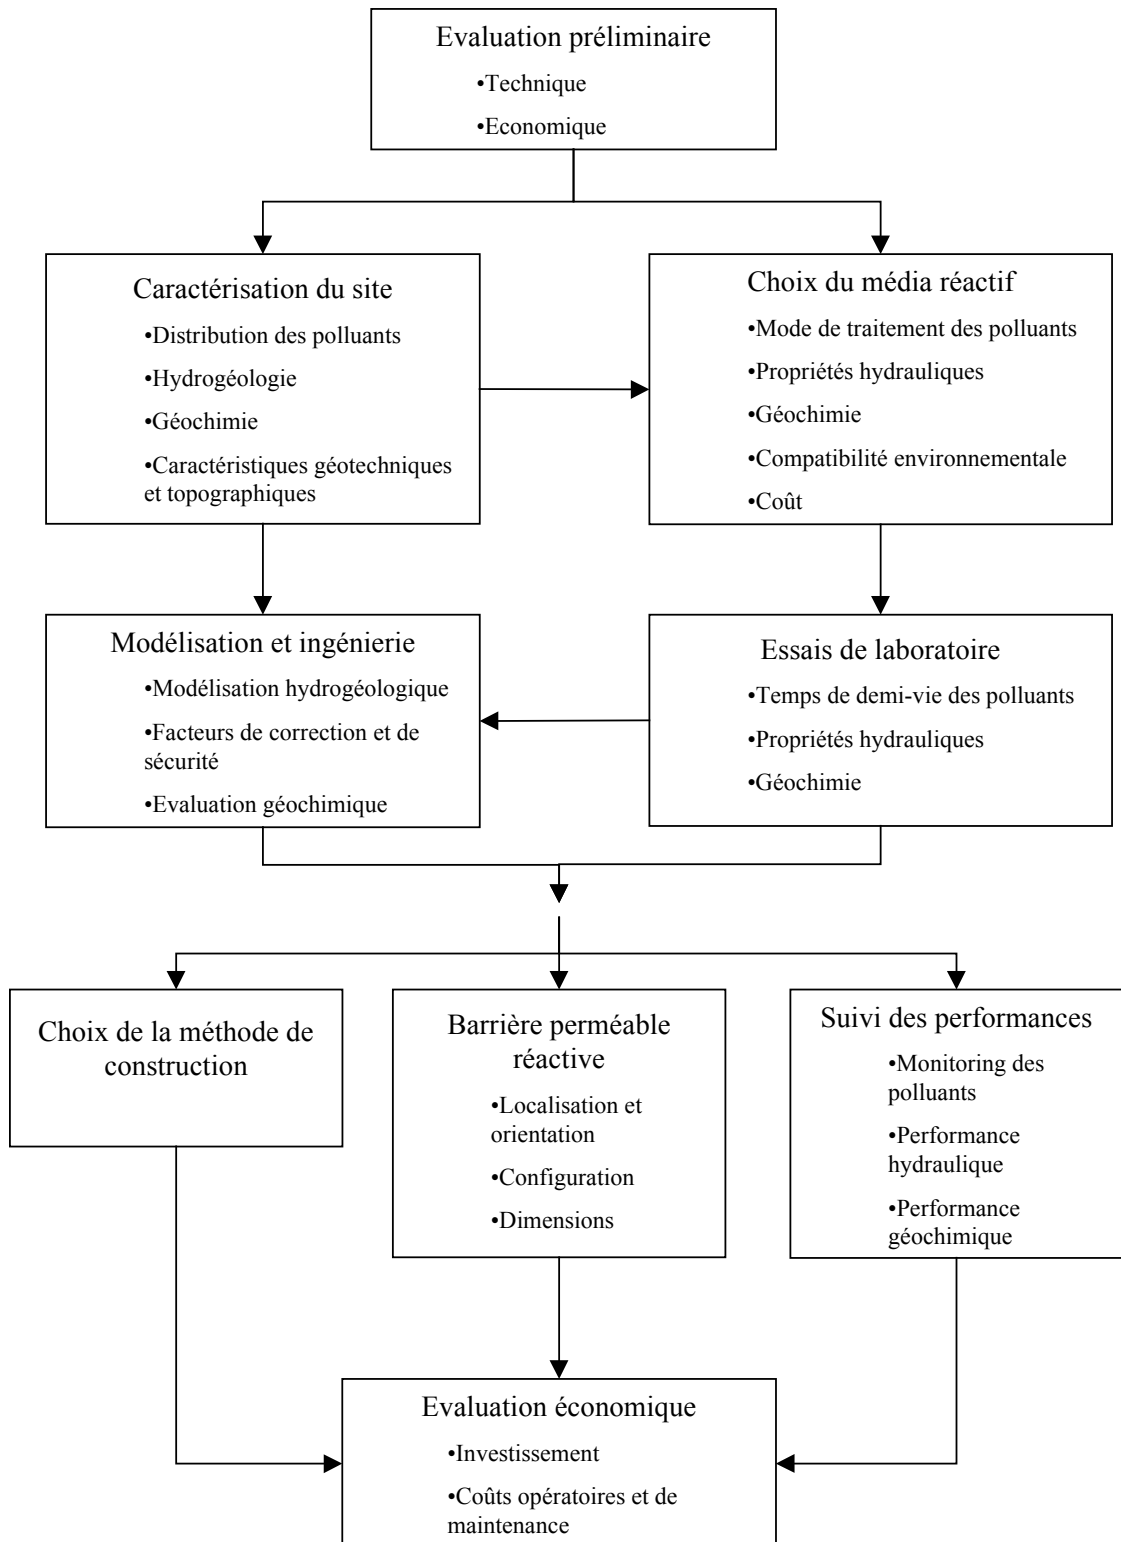 Evaluation préliminaire
•Technique
•Economique
Caractérisation du site
•Distribution des polluants
•Hydrogéologie
•Géochimie
•Caractéristiques géotechniques
et topographiques
Choix du média réactif
•Mode de traitement des polluants
•Propriétés hydrauliques
•Géochimie
•Compatibilité environnementale
•Coût
Modélisation et ingénierie
•Modélisation hydrogéologique
•Facteurs de correction et de
sécurité
•Evaluation géochimique
Essais de laboratoire
•Temps de demi-vie des polluants
•Propriétés hydrauliques
•Géochimie
Choix de la méthode de
construction
Barrière perméable
réactive
•Localisation et
orientation
•Configuration
•Dimensions
Suivi des performances
•Monitoring des
polluants
•Performance
hydraulique
•Performance
géochimique
Evaluation économique
•Investissement
•Coûts opératoires et de
maintenance